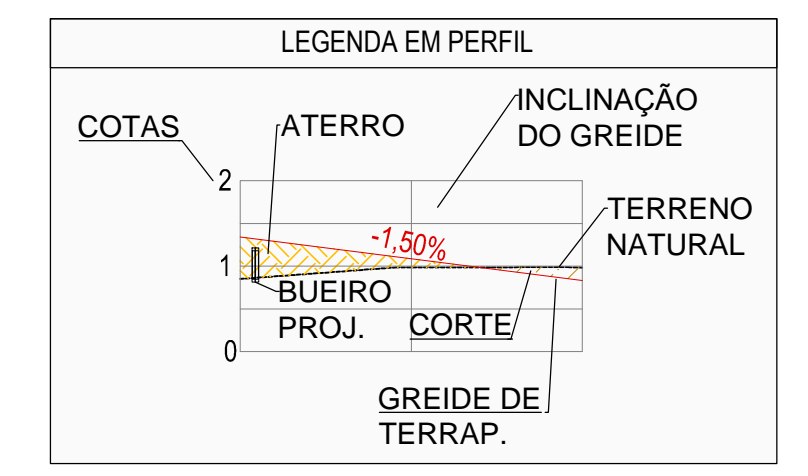 LEGENDA EM PERFIL
COTAS
ATERRO
INCLINAÇÃO
DO GREIDE
2
-1,50%
TERRENO
NATURAL
1
BUEIRO
PROJ.
CORTE
0
GREIDE DE
TERRAP.